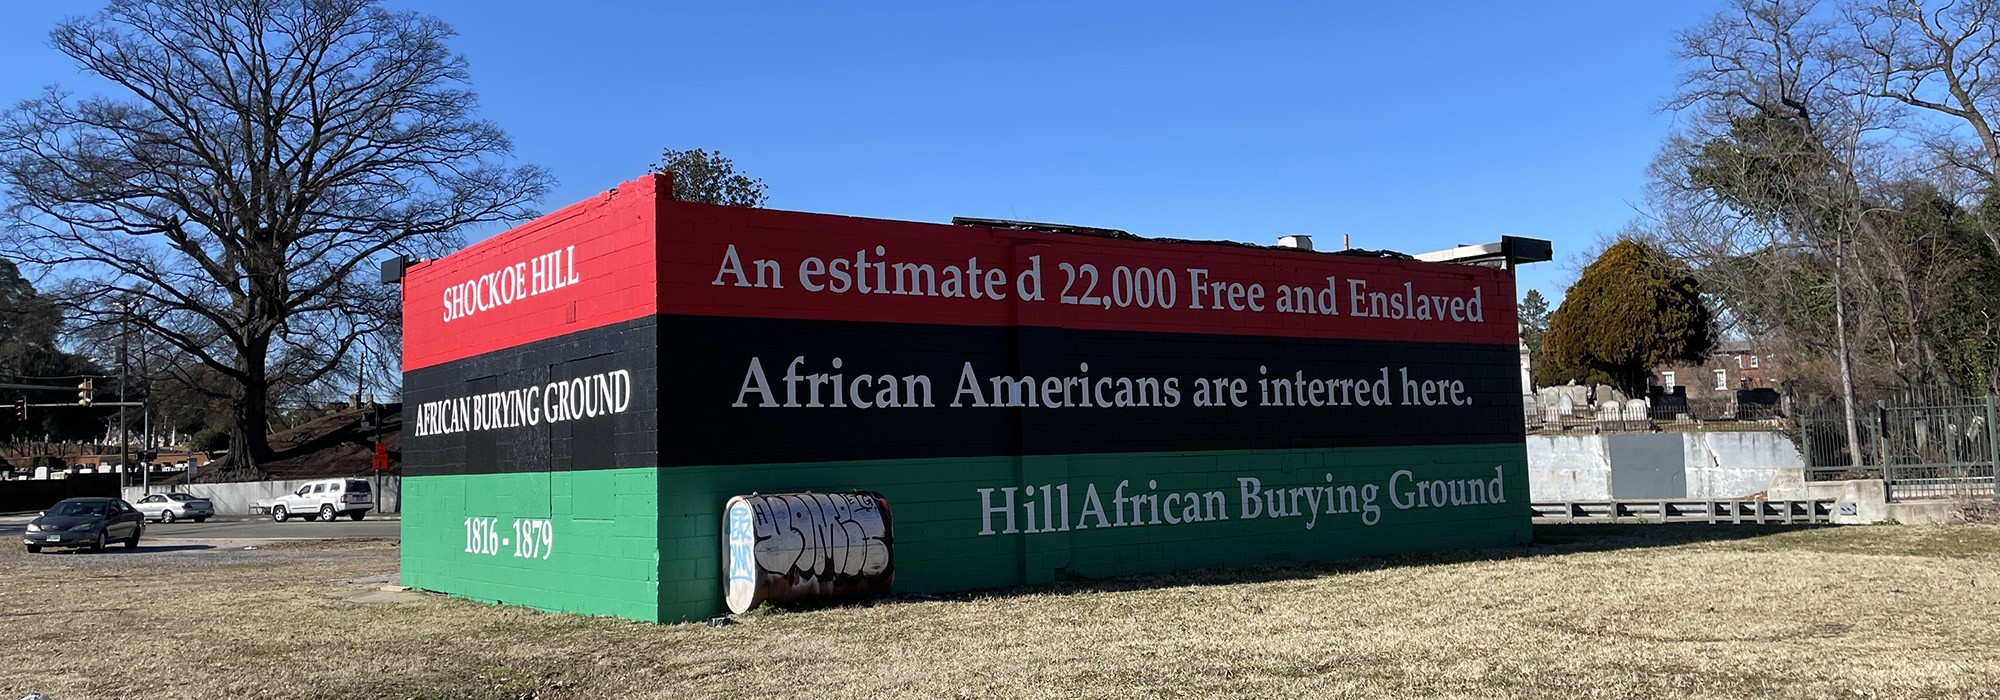 SHOCKOE HILL
AFRICAN BURYING GROUND
1816 - 1879
An estimated 22,000 Free and Enslaved
African Americans are interred here.
Hill African Burying Ground